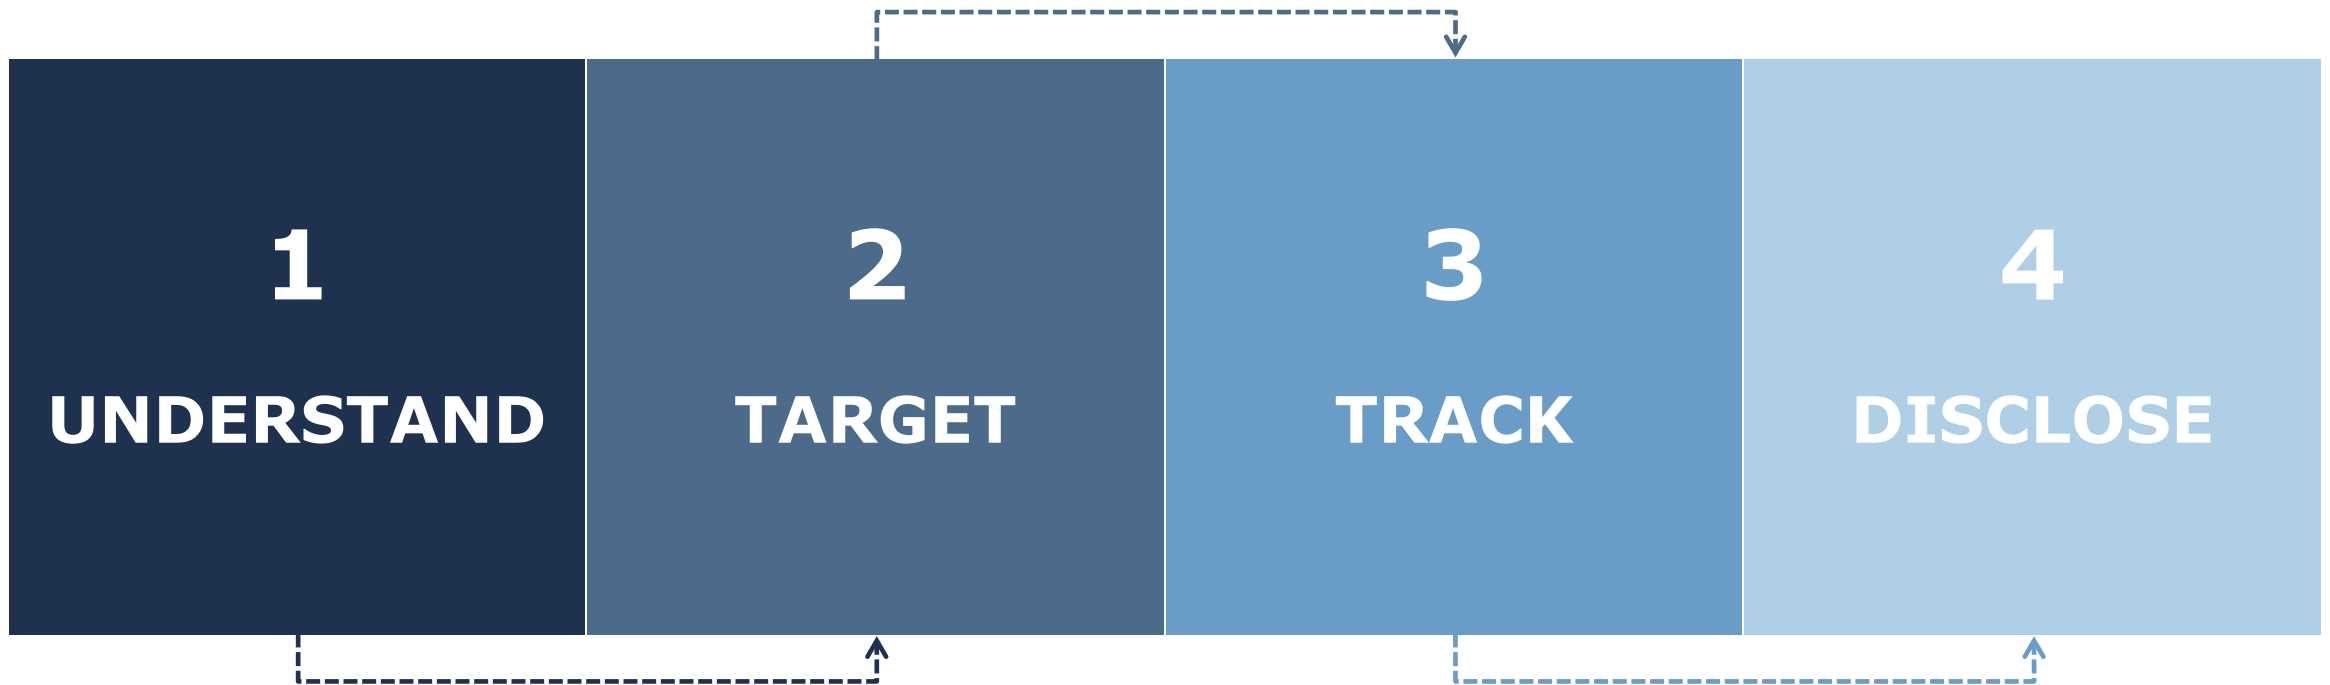 1
UNDERSTAND
2
TARGET
3
TRACK
4
DISCLOSE